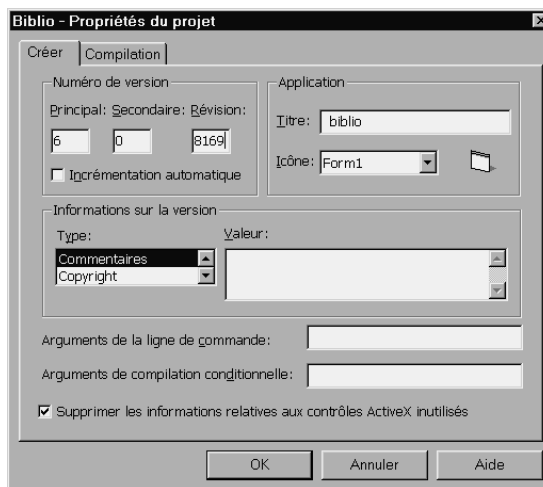 Biblio - Propriétés du projet
Créer Compilation
Numéro de version
Principal: Secondaire: Révision:
6 0 8169
Incrémentation automatique
Application
Titre: biblio
Icône: Form1
Informations sur la version
Type: Valeur:
Commentaires
Copyright
Arguments de la ligne de commande:
Arguments de compilation conditionnelle:
Supprimer les informations relatives aux contrôles ActiveX inutilisés
OK Annuler Aide